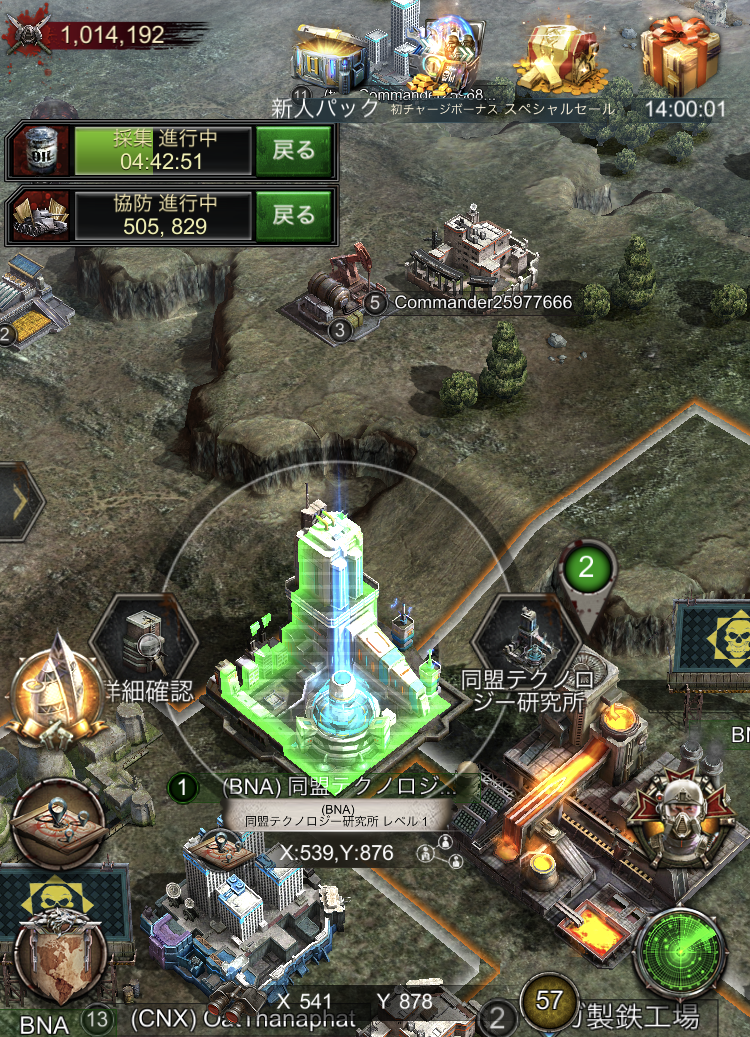 1,014,192
11
Commander25968...
新人パック
初チャージボーナス
スペシャルセール
14:00:01
採集 進行中
04:42:51
戻る
OIL
協防 進行中
505, 829
戻る
2
5
Commander25977666
3
2
詳細確認
同盟テクノロ
ジー研究所
1
(BNA) 同盟テクノロジ...
(BNA)
同盟テクノロジー研究所 レベル 1
X:539,Y:876
X 541
Y 878
57
BNA
13
(CNX)
2
製鉄工場